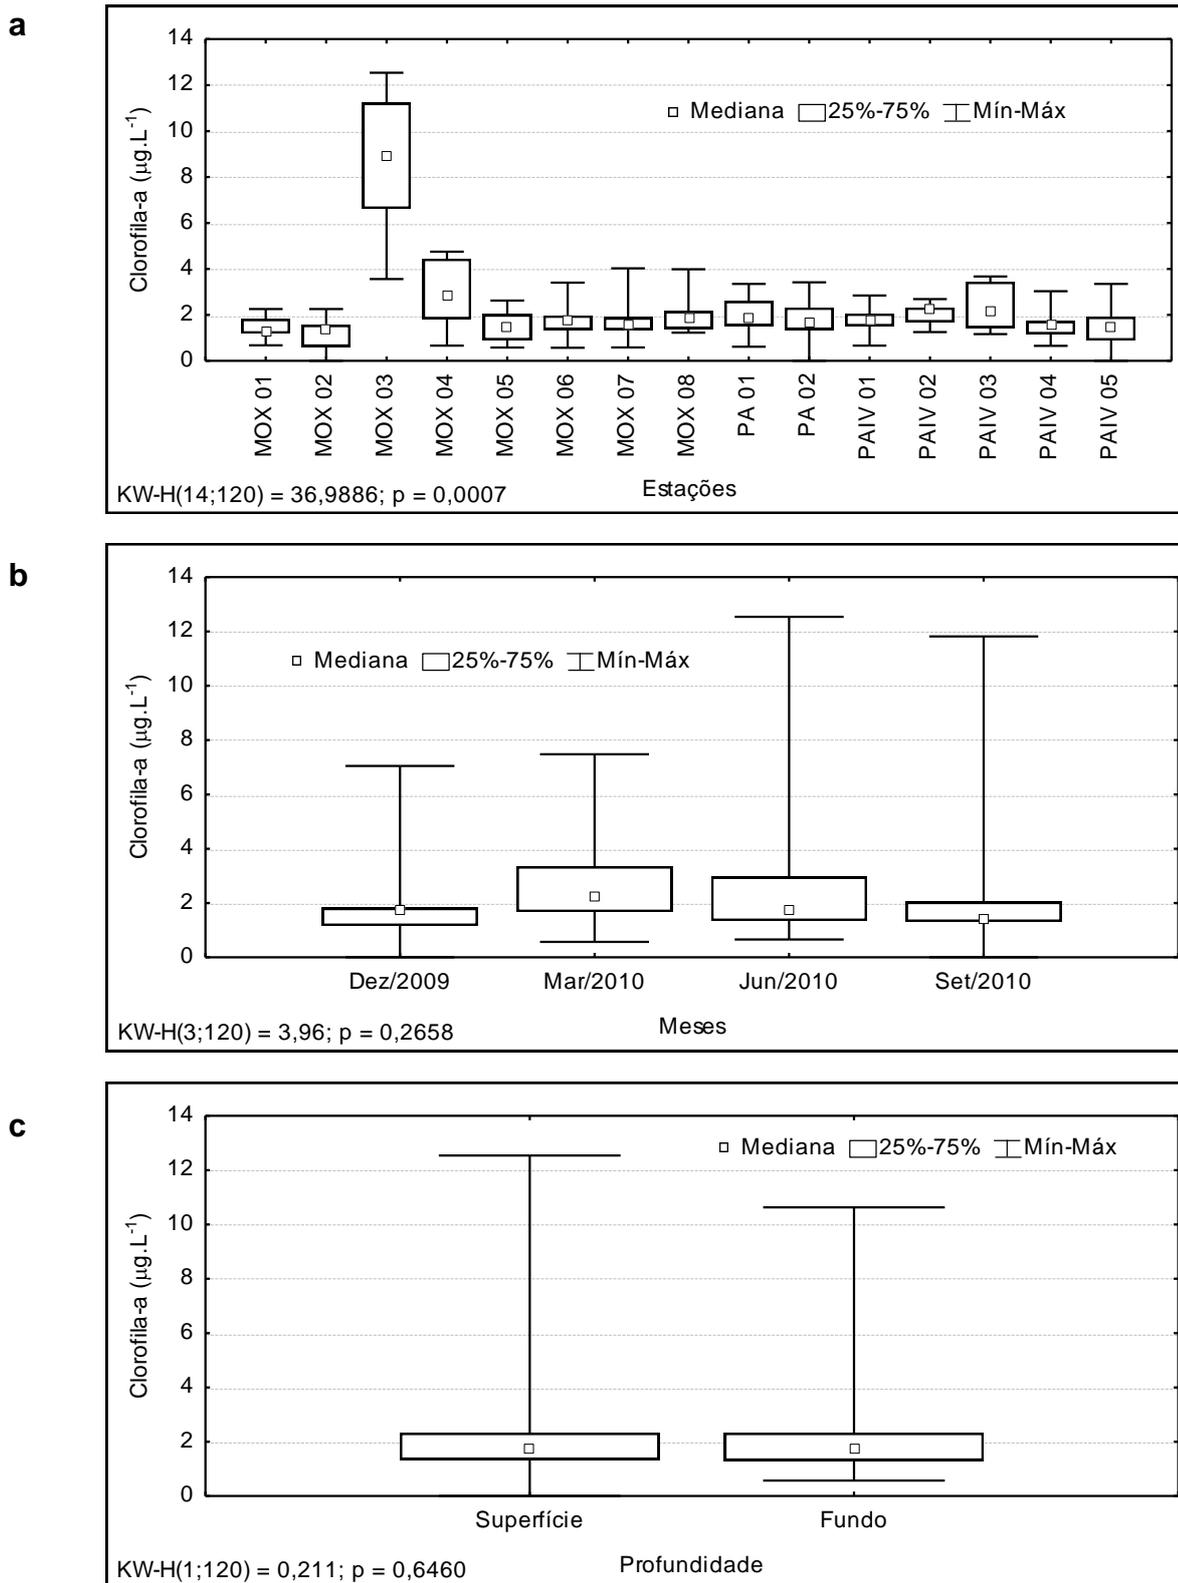 a
14
12
10
8
6
4
2
0
Clorofila-a (µg.L⁻¹)
Mediana 25%-75% Mín-Máx
MOX 01
MOX 02
MOX 03
MOX 04
MOX 05
MOX 06
MOX 07
MOX 08
PA 01
PA 02
PAIV 01
PAIV 02
PAIV 03
PAIV 04
PAIV 05
Estações
KW-H(14;120) = 36,9886; p = 0,0007
b
14
12
10
8
6
4
2
0
Clorofila-a (µg.L⁻¹)
Mediana 25%-75% Mín-Máx
Dez/2009 Mar/2010 Jun/2010 Set/2010
Meses
KW-H(3;120) = 3,96; p = 0,2658
c
14
12
10
8
6
4
2
0
Clorofila-a (µg.L⁻¹)
Mediana 25%-75% Mín-Máx
Superfície Fundo
Profundidade
KW-H(1;120) = 0,211; p = 0,6460